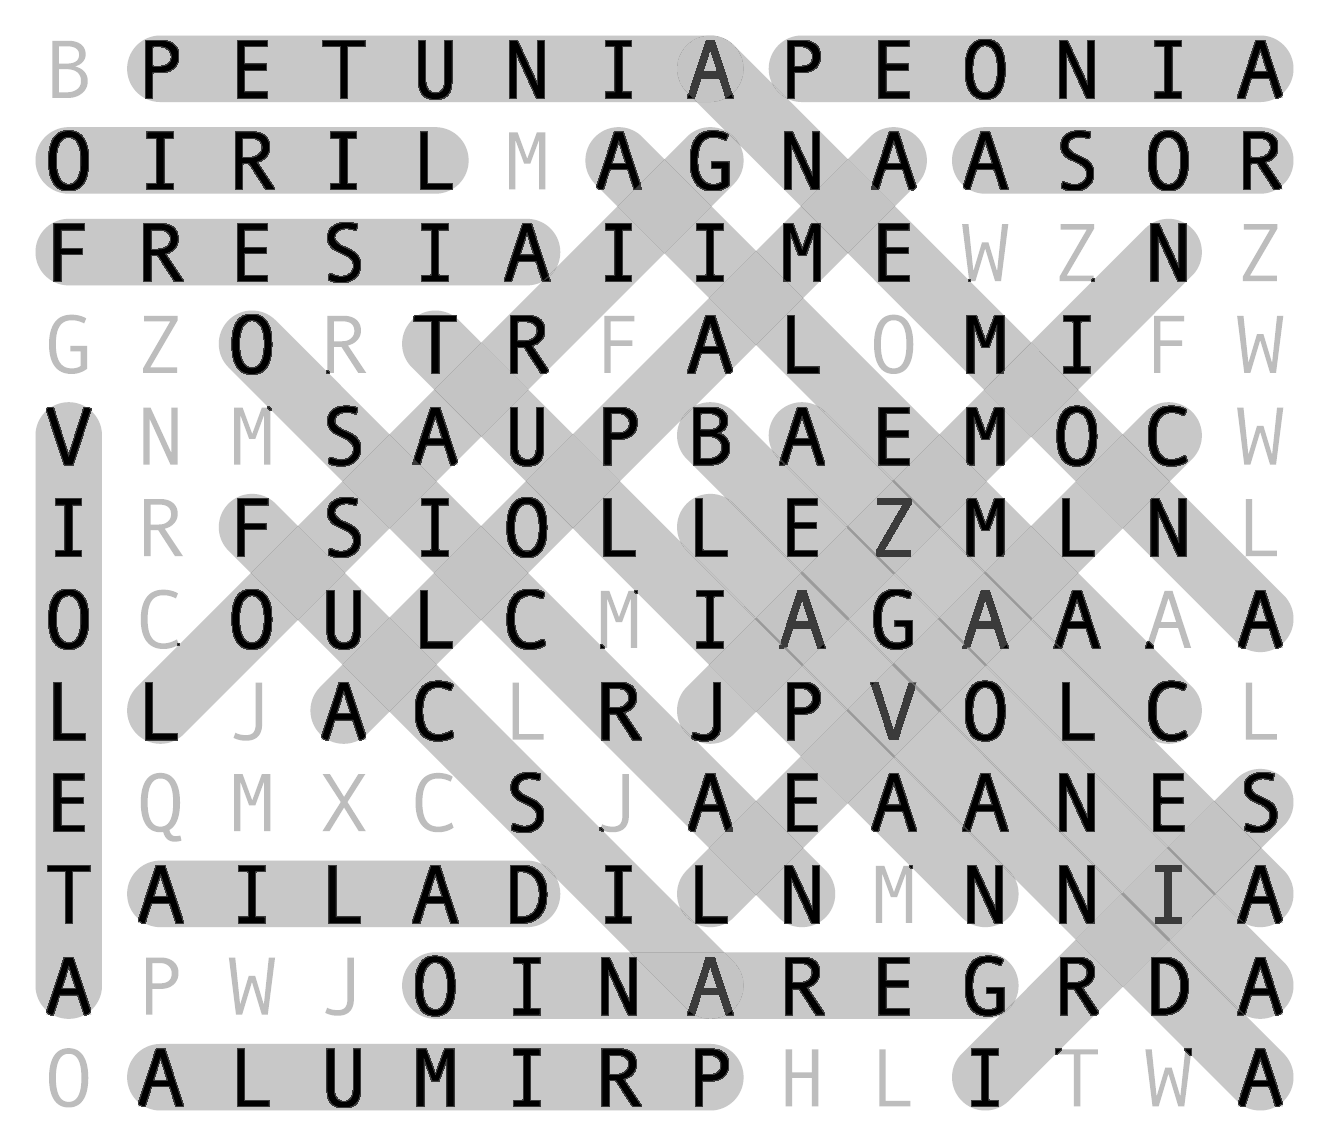 B P E T U N I A P E O N I A
O I R I L M A G N A A S O R
F R E S I A I I M E W Z N Z
G Z O R T R F A L O M I F W
V N M S A U P B A E M O C W
I R F S I O L L E Z M L N L
O C O U L C M I A G A A A A
L L J A C L R J P V O L C L
E Q M X C S J A E A A N E S
T A I L A D I L N M N N I A
A P W J O I N A R E G R D A
O A L U M I R P H L I T W A